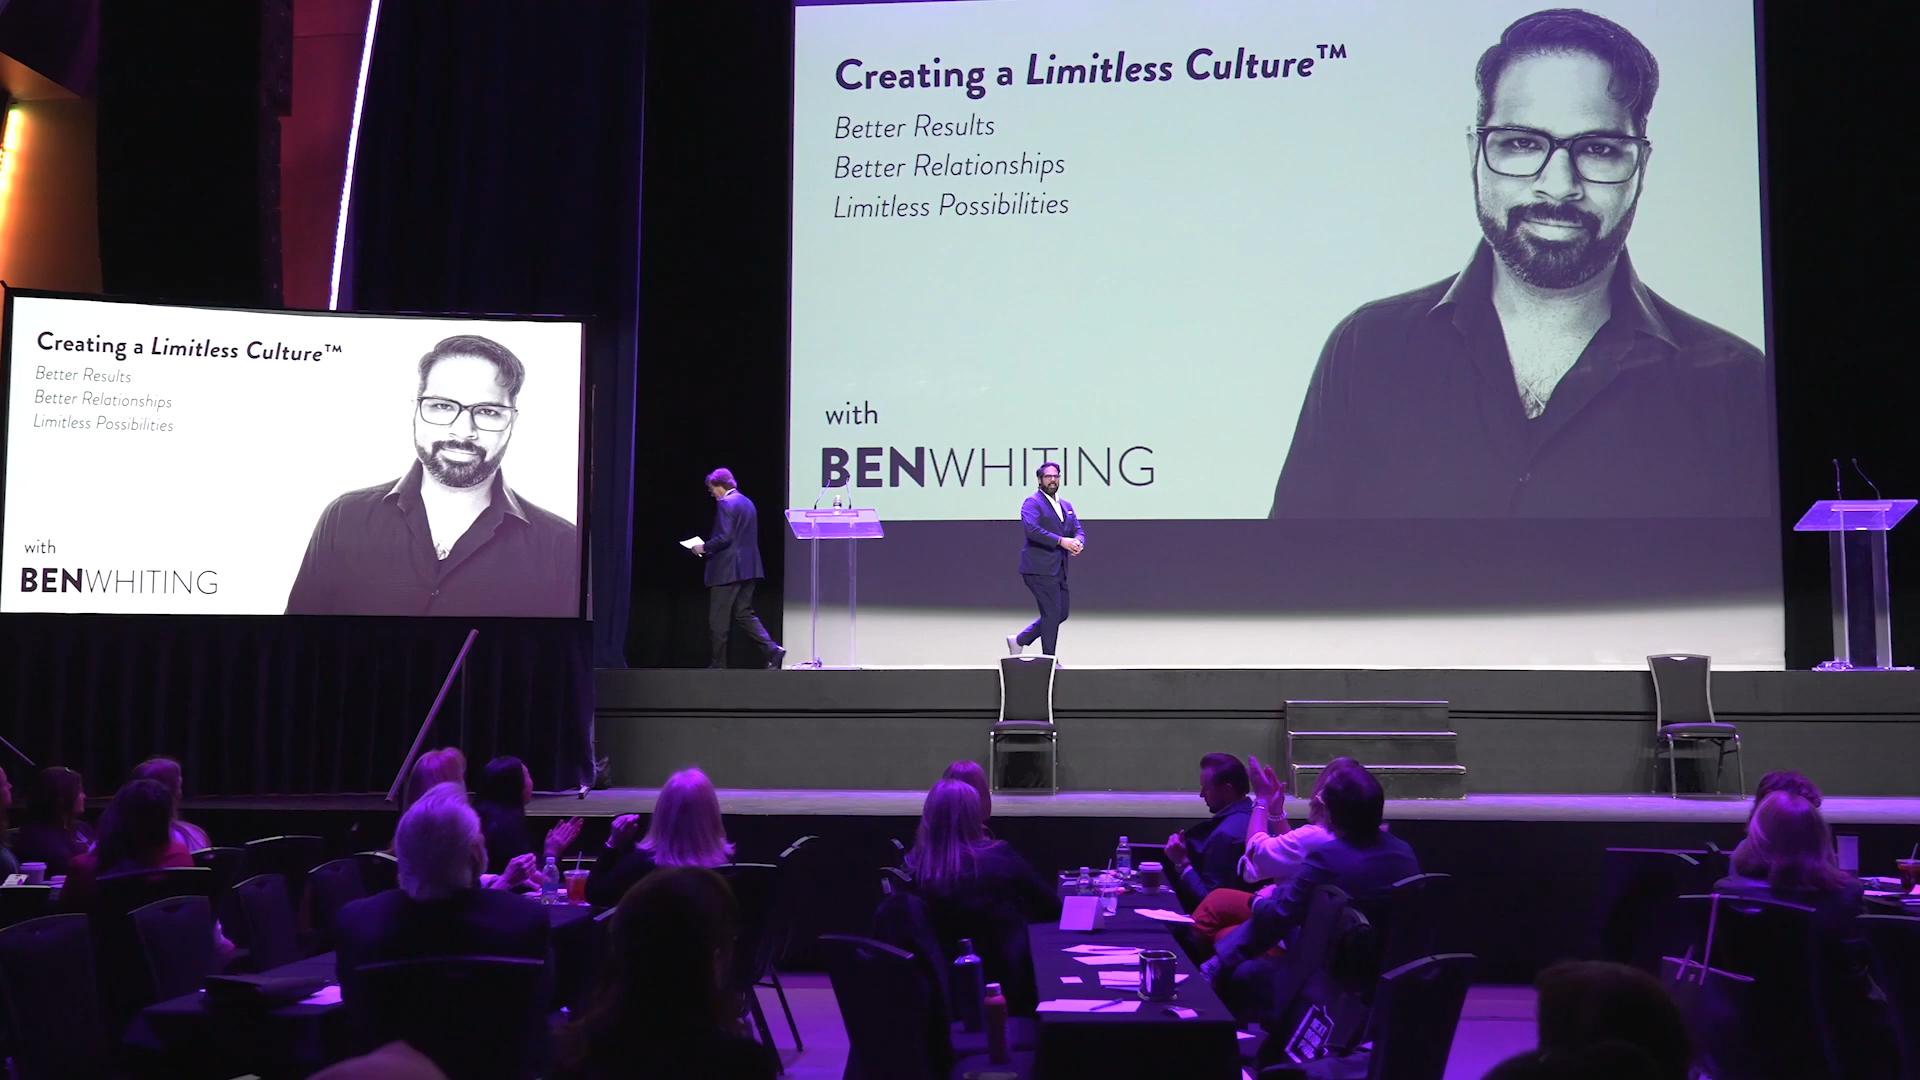 Creating a Limitless Culture™
Better Results
Better Relationships
Limitless Possibilities
with
BENWHITING
Creating a Limitless Culture™
Better Results
Better Relationships
Limitless Possibilities
with
BENWHITING